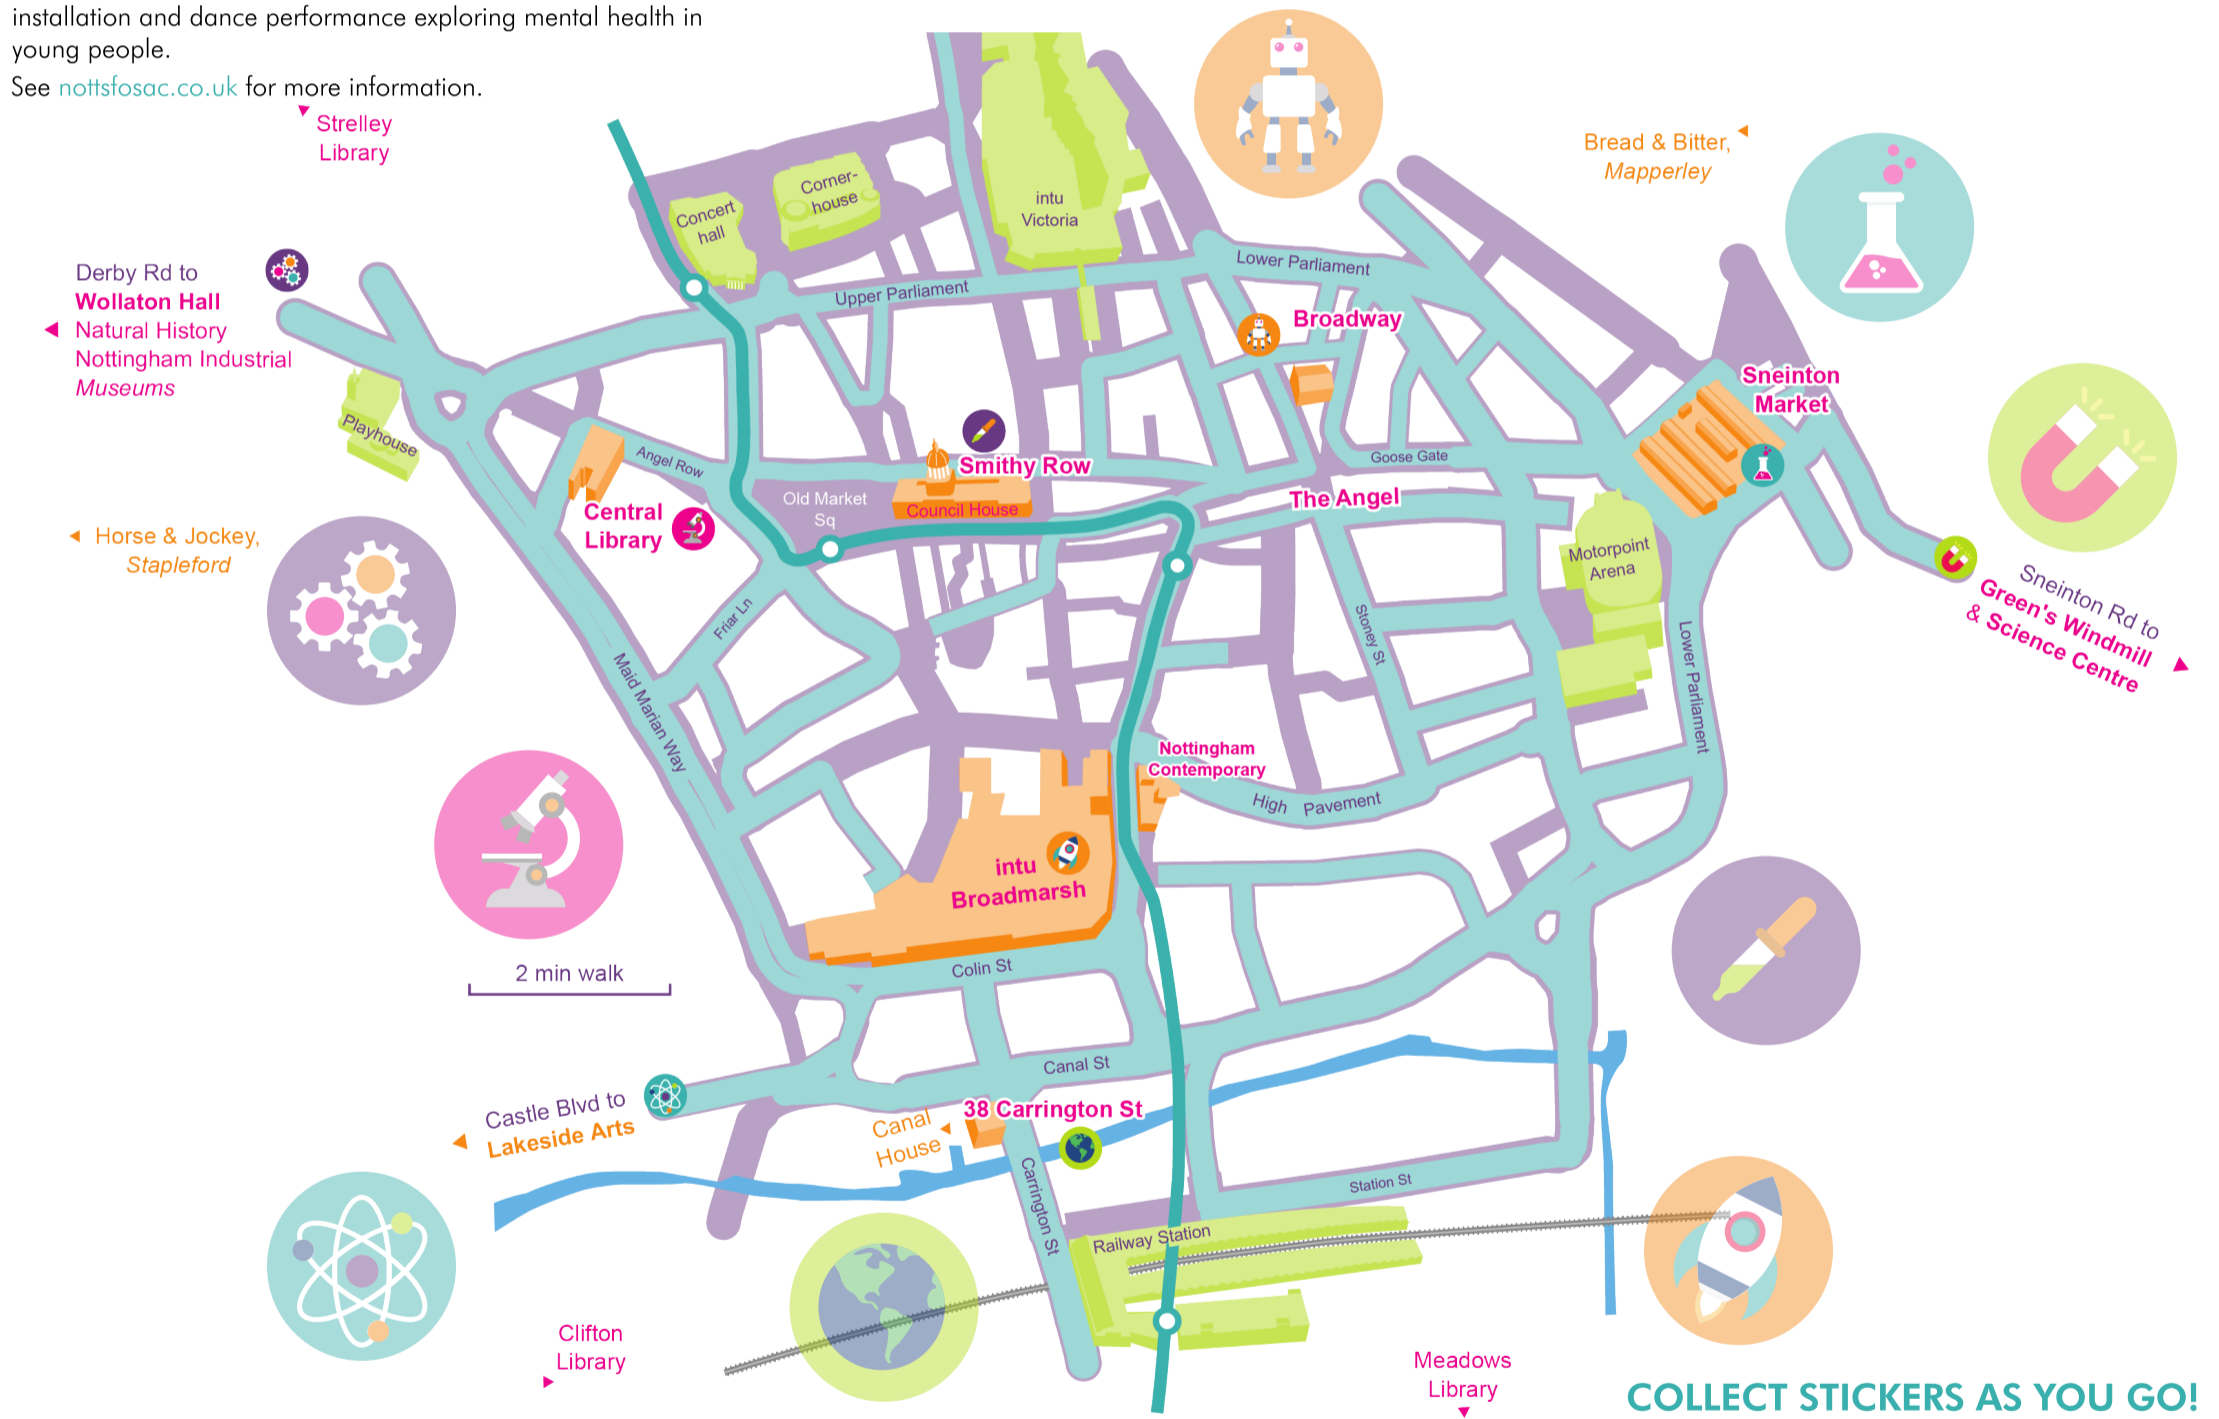 installation and dance performance exploring mental health in
young people.
See nottsfosac.co.uk for more information.
Strelley
Library
Bread & Bitter,
Mapperley
Concert
hall
Corner-
house
intu
Victoria
Lower Parliament
Upper Parliament
Derby Rd to
Wollaton Hall
Natural History
Nottingham Industrial
Museums
Broadway
Sneinton
Market
Playhouse
Angel Row
Smithy Row
Goose Gate
Old Market
Sq
Council House
The Angel
Central
Library
Horse & Jockey,
Stapleford
Motorpoint
Arena
Sneinton Rd to
Green's Windmill
& Science Centre
Friar Ln
Stoney St
Lower Parliament
Maid Marian Way
Nottingham
Contemporary
High Pavement
intu
Broadmarsh
2 min walk
Colin St
Canal St
Castle Blvd to
Lakeside Arts
38 Carrington St
Canal
House
Carrington St
Station St
Railway Station
Clifton
Library
Meadows
Library
COLLECT STICKERS AS YOU GO!